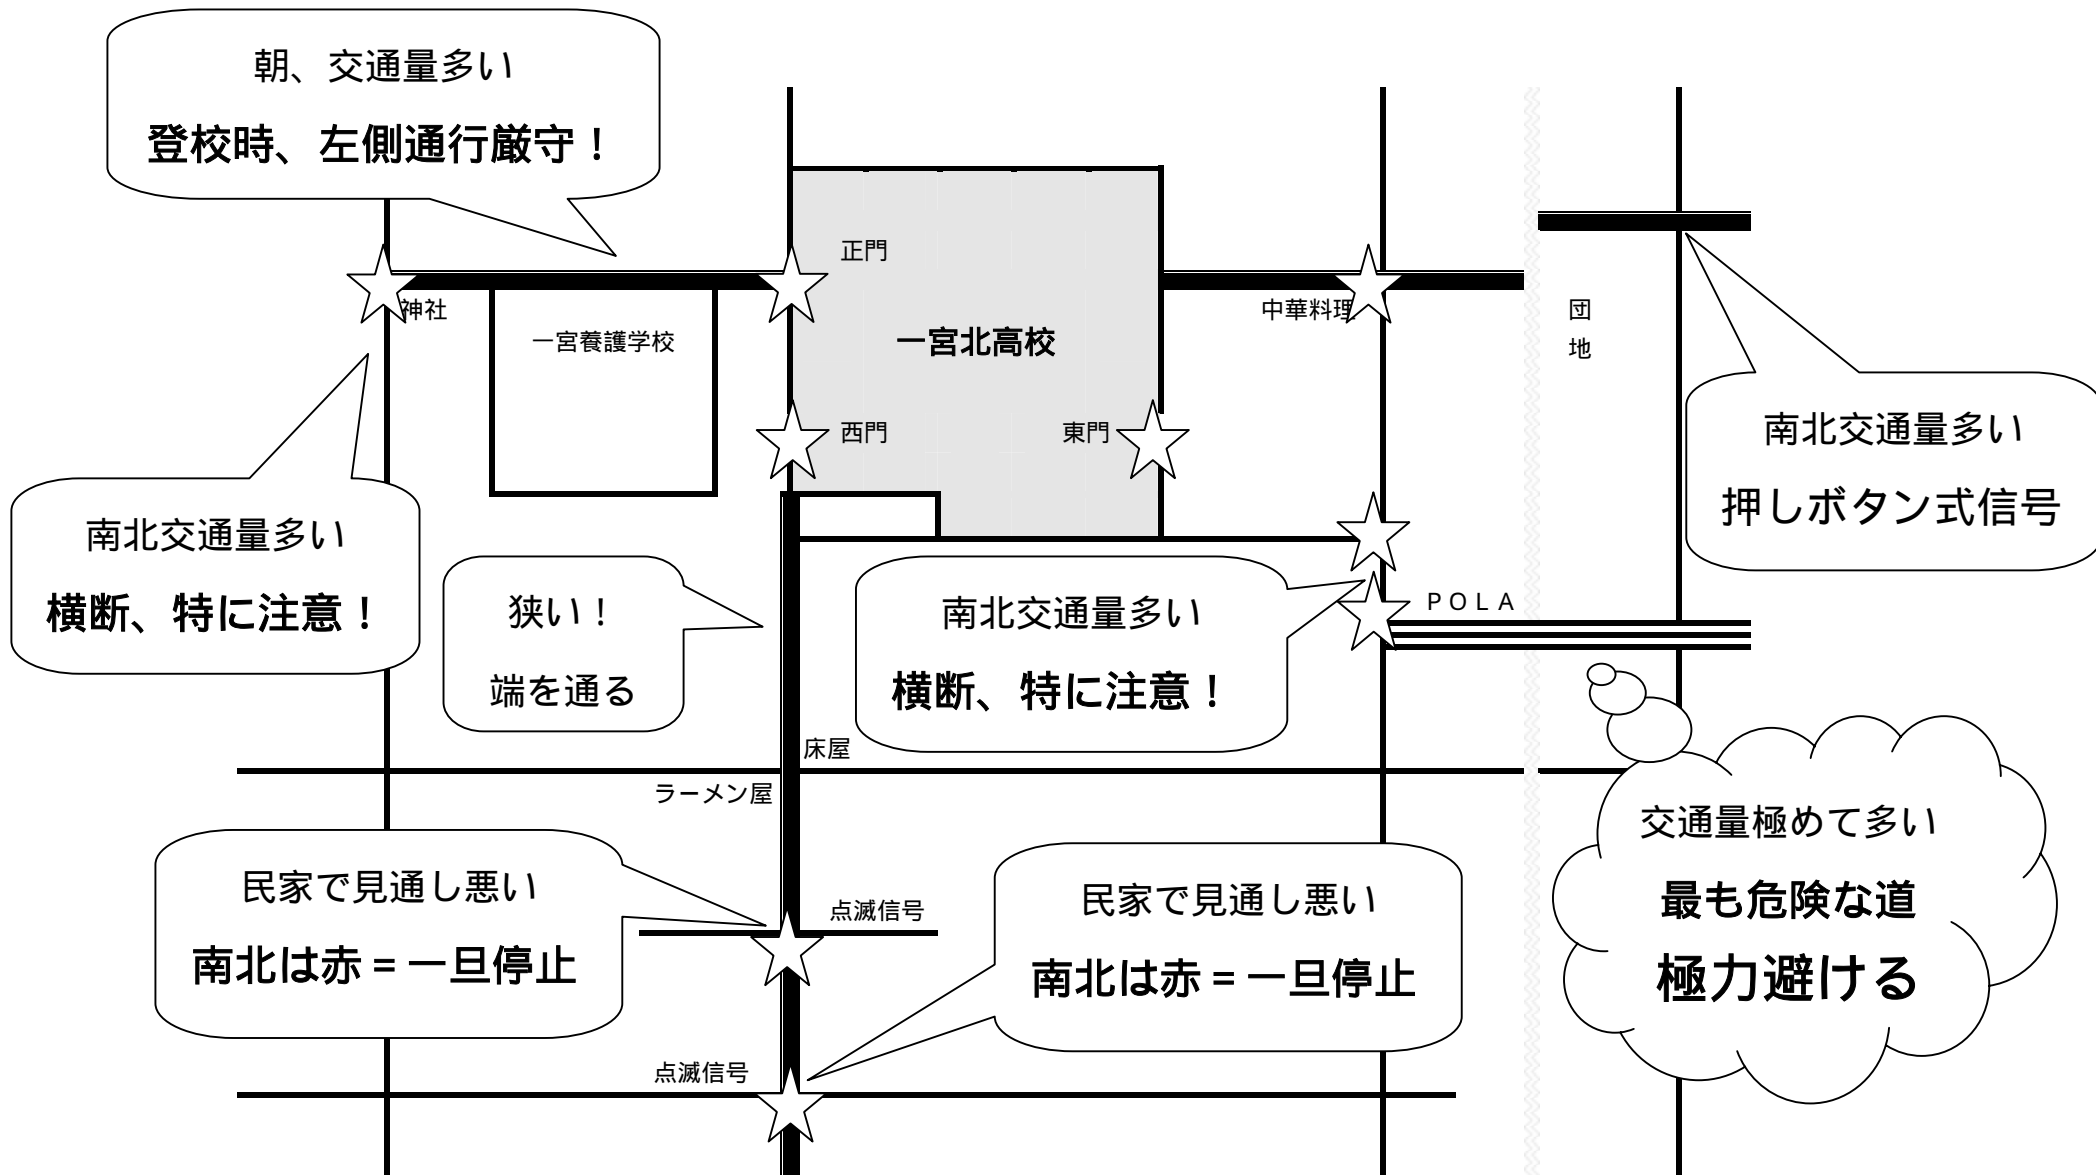 朝、交通量多い
登校時、左側通行厳守！
正門
神社
一宮養護学校
一宮北高校
中華料理
団
地
西門
東門
南北交通量多い
押しボタン式信号
南北交通量多い
横断、特に注意！
狭い！
端を通る
南北交通量多い
横断、特に注意！
ＰＯＬＡ
床屋
ラーメン屋
民家で見通し悪い
南北は赤＝一旦停止
点滅信号
民家で見通し悪い
南北は赤＝一旦停止
交通量極めて多い
最も危険な道
極力避ける
点滅信号